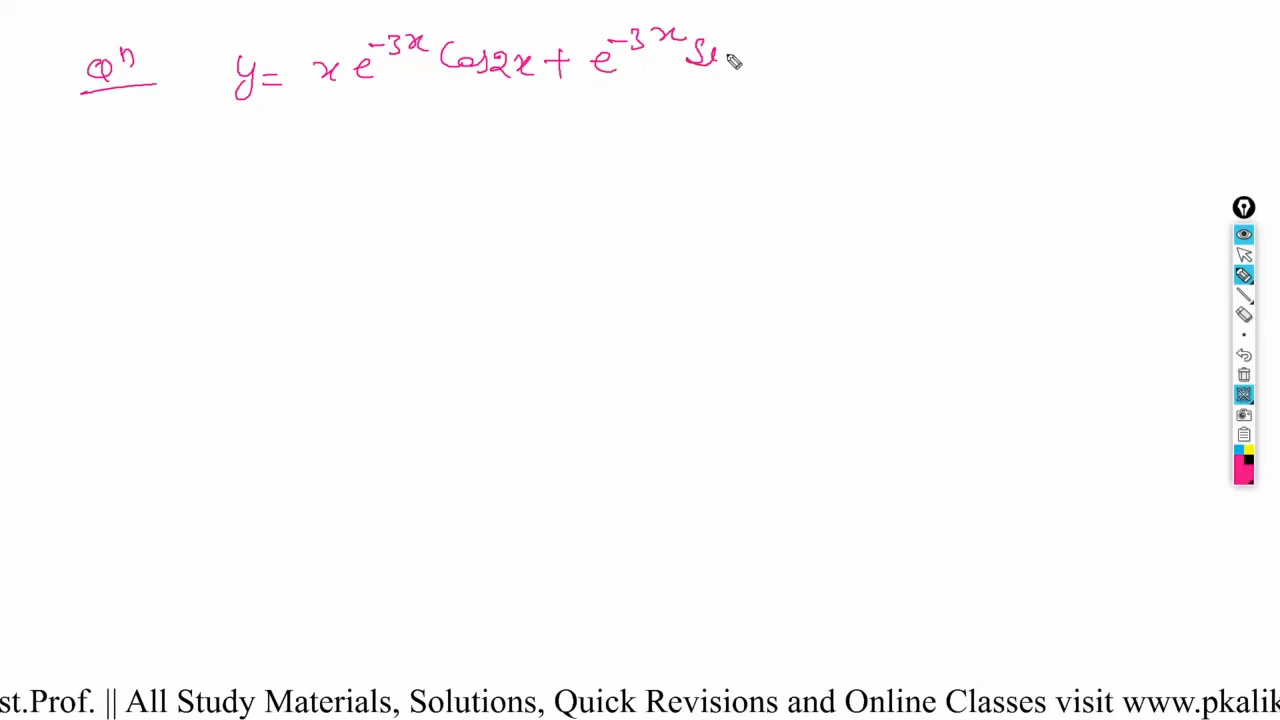 Qⁿ y= x e^{-3x} Cos2x + e^{-3x} Si
st.Prof. || All Study Materials, Solutions, Quick Revisions and Online Classes visit www.pkalik